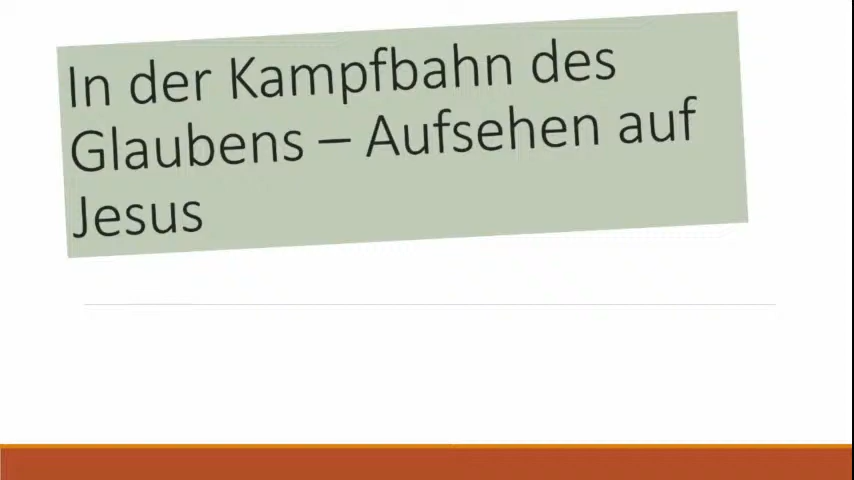 In der Kampfbahn des
Glaubens – Aufsehen auf
Jesus